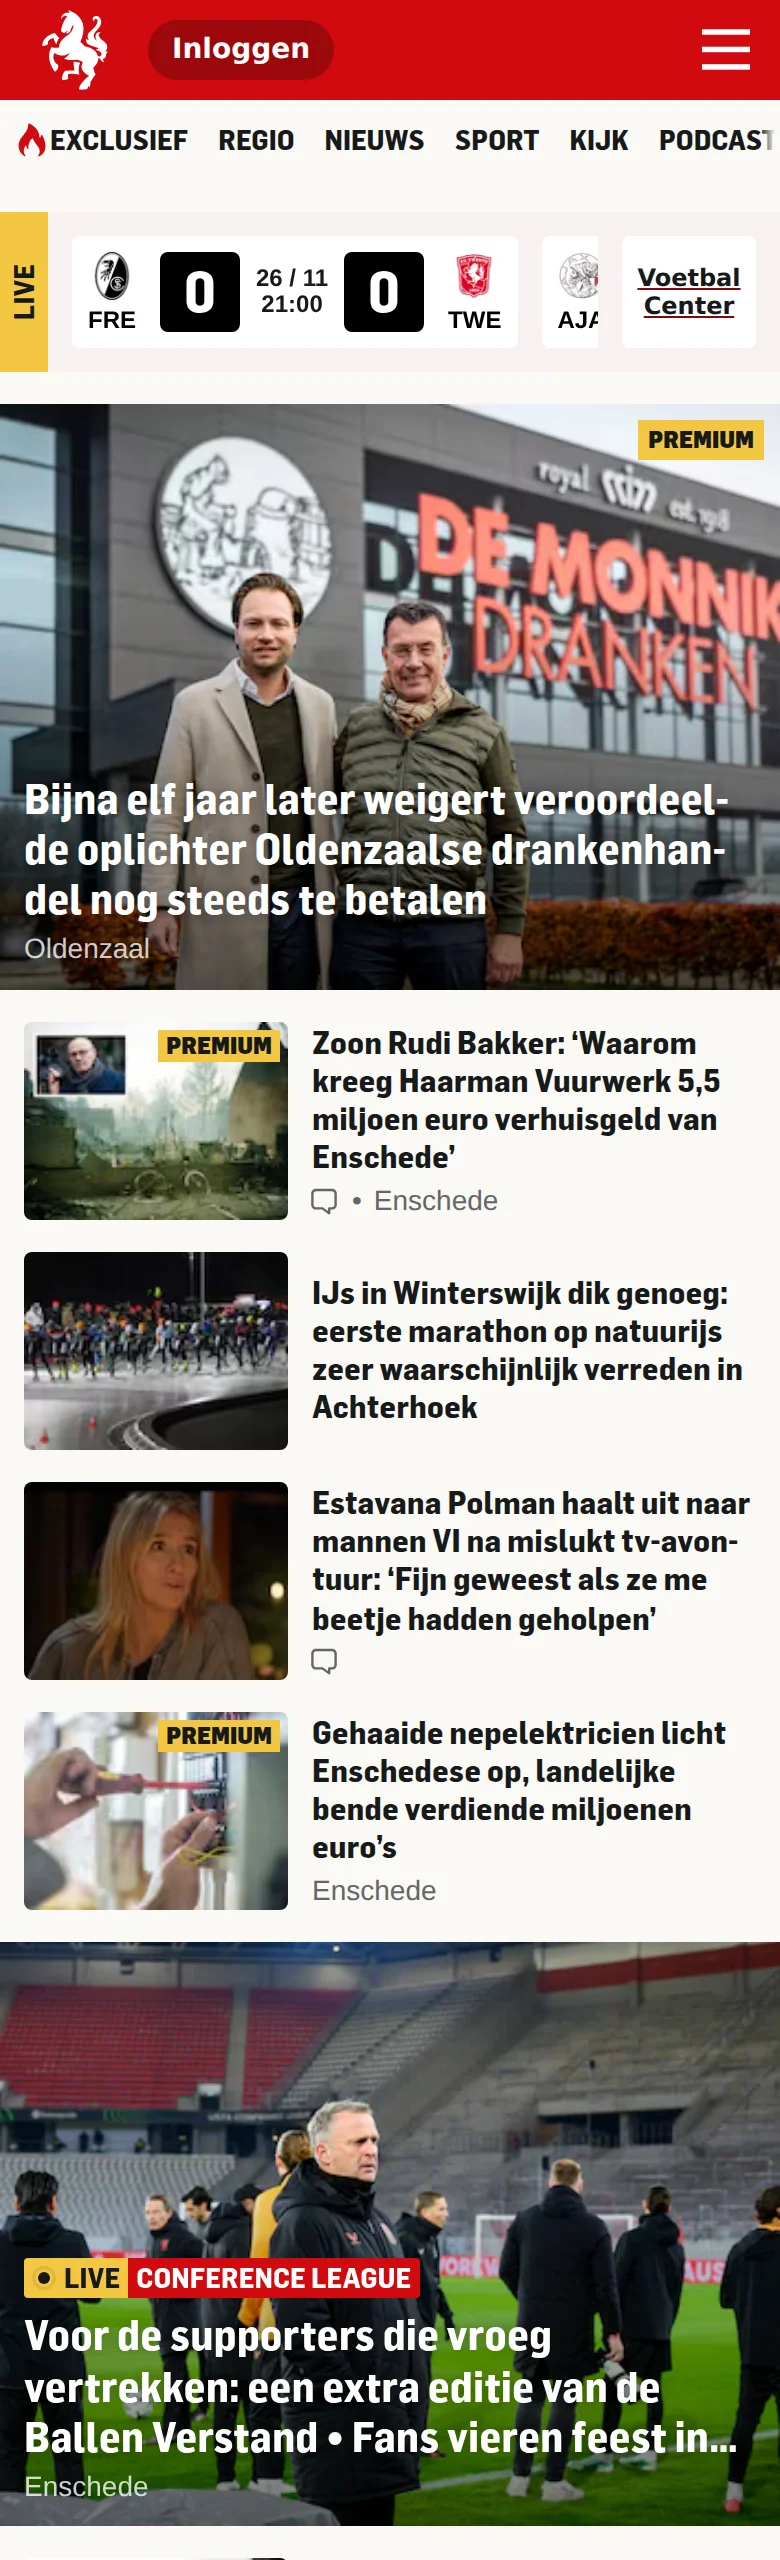 Inloggen
EXCLUSIEF REGIO NIEUWS SPORT KIJK PODCAST
LIVE
FRE
0
26 / 11
21:00
0
TWE
AJA
Voetbal
Center
PREMIUM
royal mm est. 1918
DE MONNIK
DRANKEN
Bijna elf jaar later weigert veroordeel-
de oplichter Oldenzaalse drankenhan-
del nog steeds te betalen
Oldenzaal
PREMIUM
Zoon Rudi Bakker: ‘Waarom
kreeg Haarman Vuurwerk 5,5
miljoen euro verhuisgeld van
Enschede’
• Enschede
IJs in Winterswijk dik genoeg:
eerste marathon op natuurijs
zeer waarschijnlijk verreden in
Achterhoek
Estavana Polman haalt uit naar
mannen VI na mislukt tv-avon-
tuur: ‘Fijn geweest als ze me
beetje hadden geholpen’
PREMIUM
Gehaaide nepelektricien licht
Enschedese op, landelijke
bende verdiende miljoenen
euro’s
Enschede
LIVE CONFERENCE LEAGUE
Voor de supporters die vroeg
vertrekken: een extra editie van de
Ballen Verstand • Fans vieren feest in...
Enschede